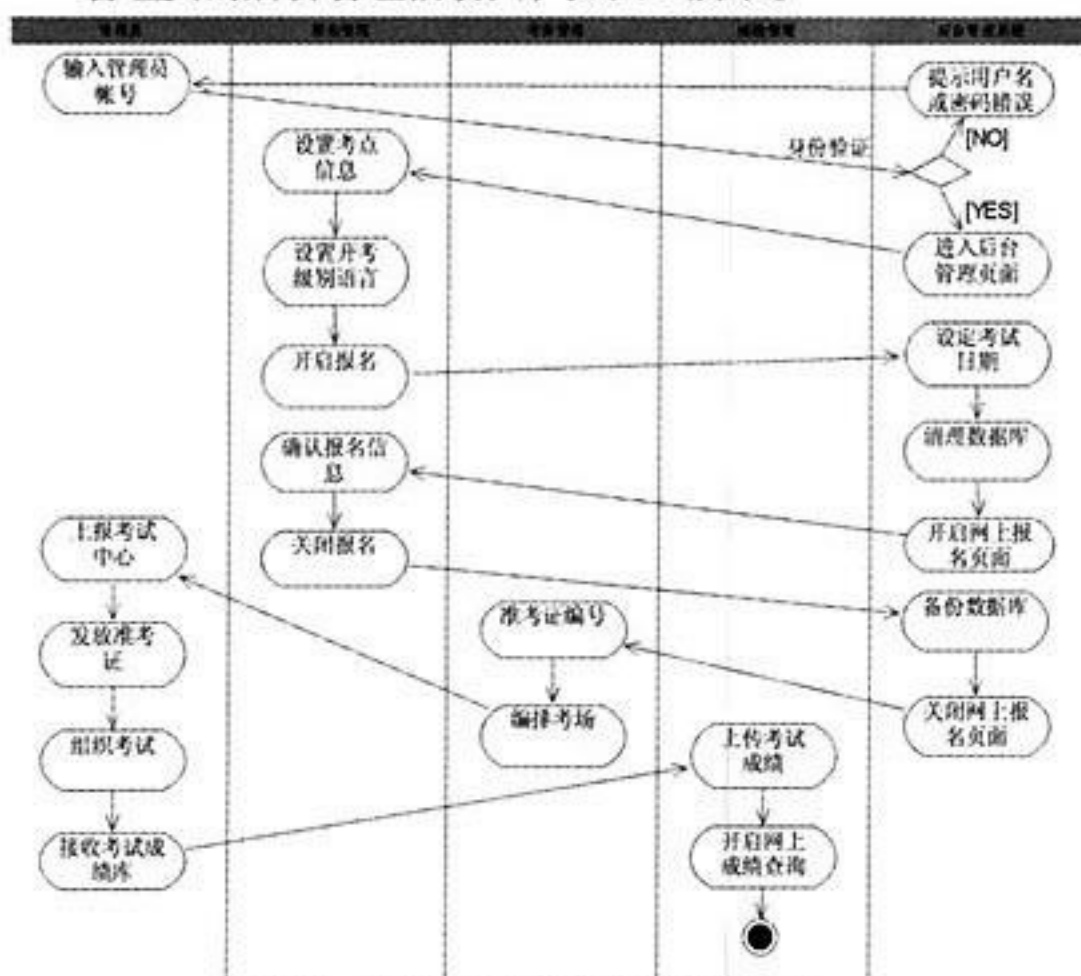 输入管理员
帐号
提示用户名
或密码错误
[NO]
身份验证
[YES]
设置考点
信息
进入后台
管理页面
设置开考
级别语言
设定考试
日期
开启报名
清理数据库
确认报名信
息
开启网上报
名页面
上报考试
中心
关闭报名
备份数据库
准考证编号
发放准考
证
编排考场
关闭网上报
名页面
组织考试
上传考试
成绩
接收考试成
绩库
开启网上
成绩查询